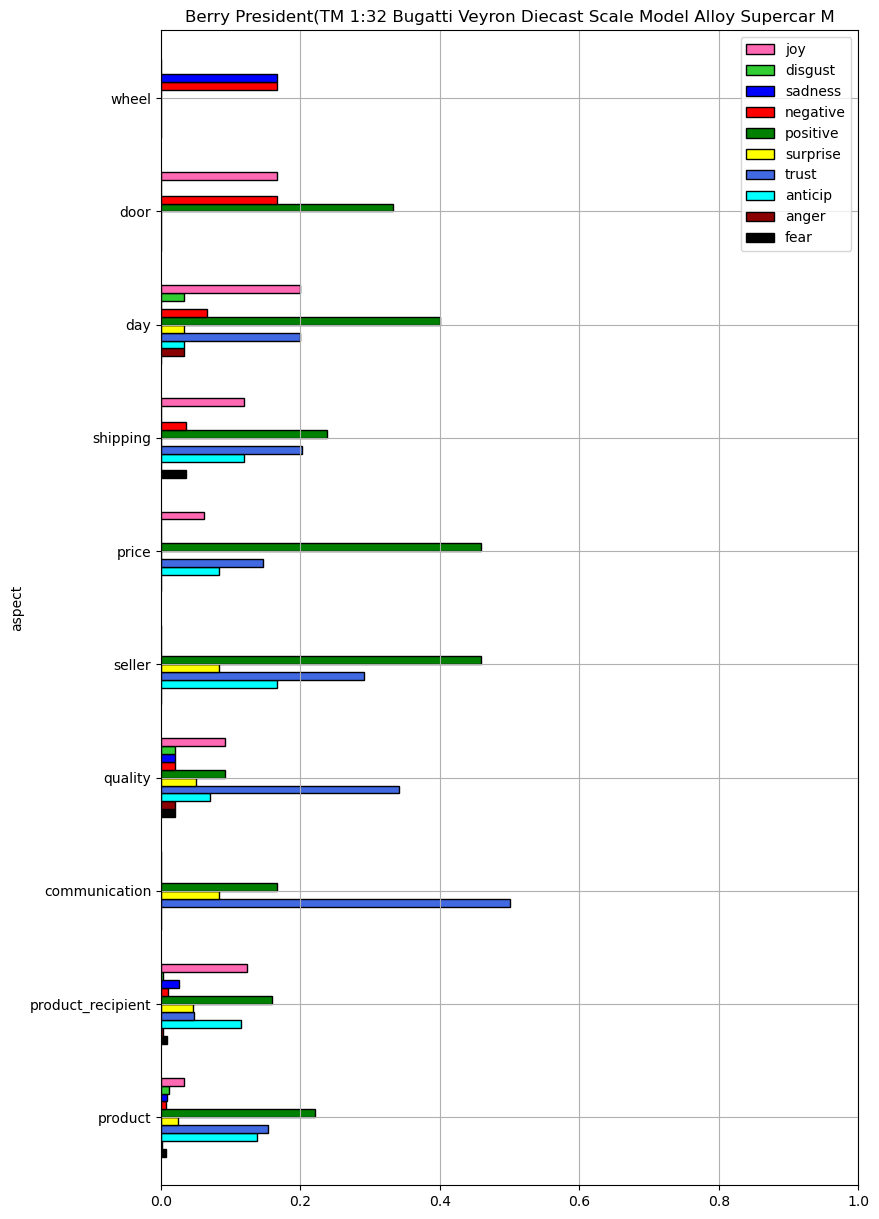 Berry President(TM 1:32 Bugatti Veyron Diecast Scale Model Alloy Supercar M
joy
disgust
sadness
negative
positive
surprise
trust
anticip
anger
fear
wheel
door
day
shipping
price
seller
quality
communication
product_recipient
product
aspect
0.0 0.2 0.4 0.6 0.8 1.0